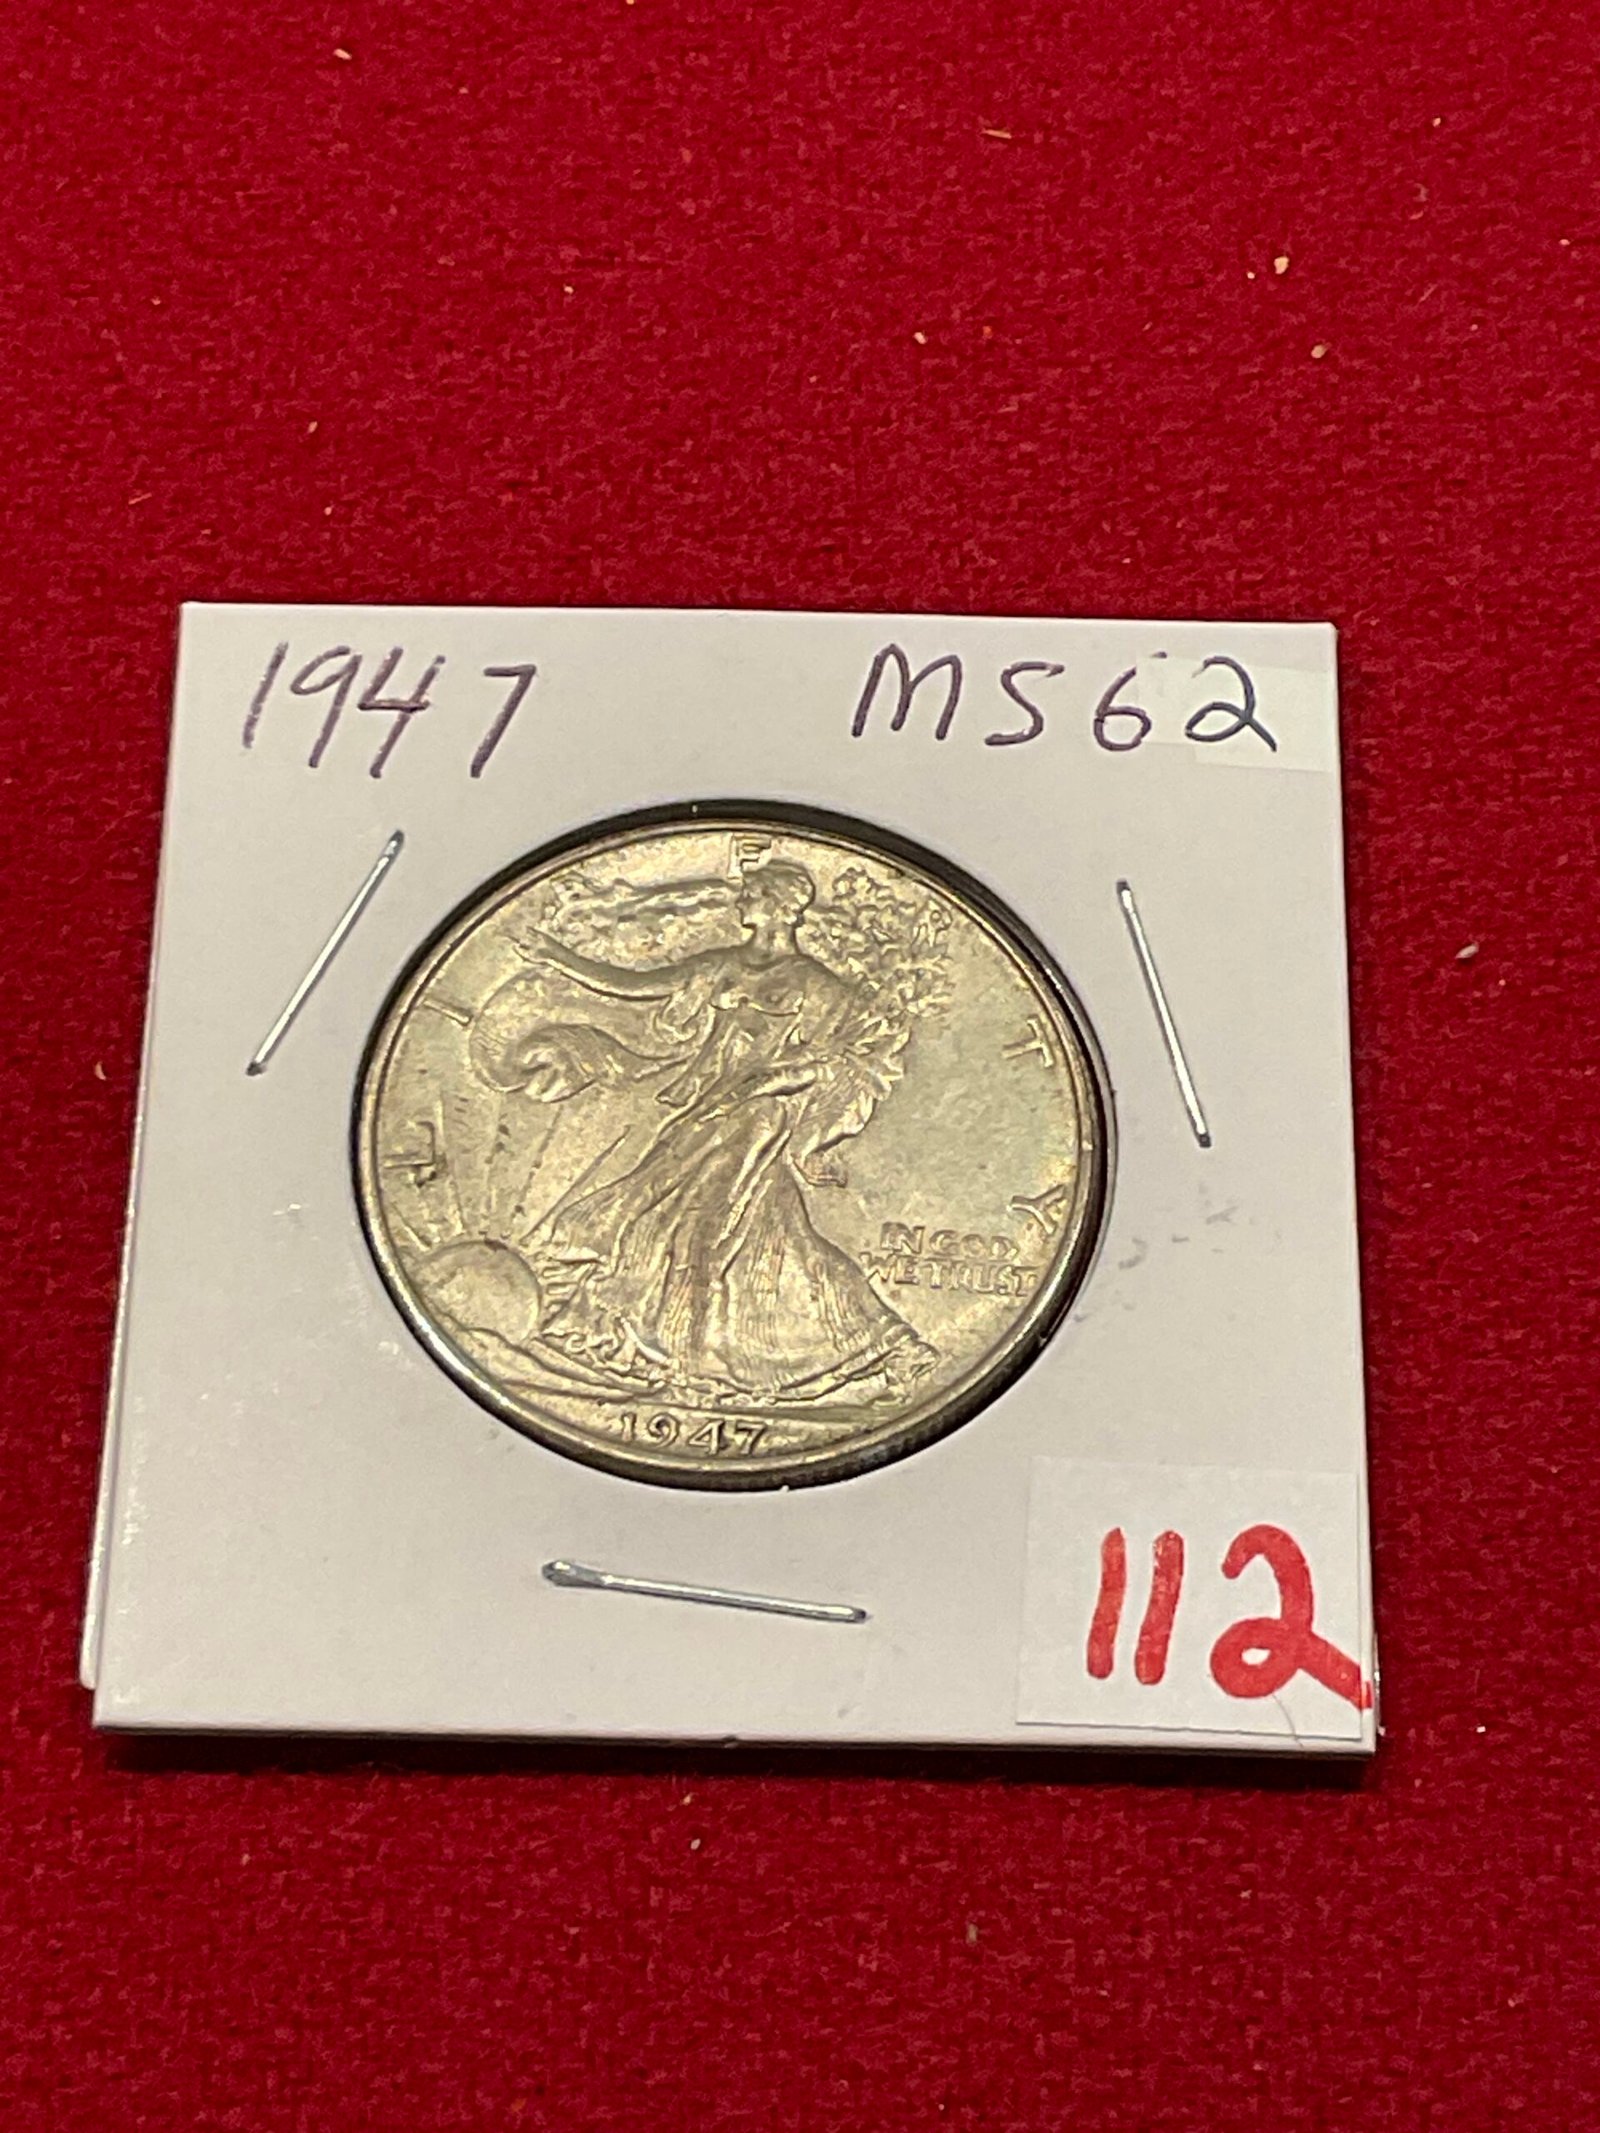 1947 MS62
LIBERTY
IN GOD
WE TRUST
1947
112